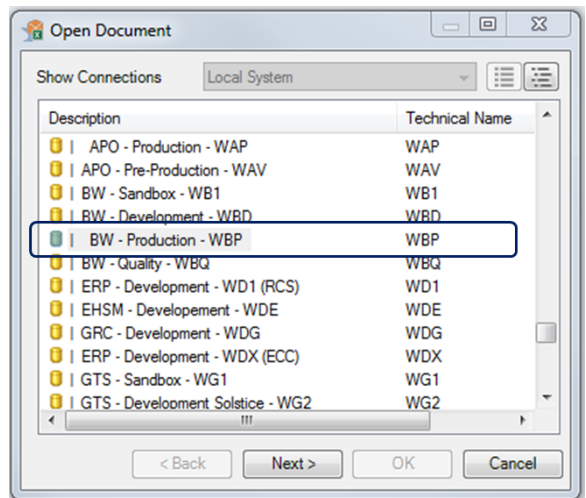 Open Document
Show Connections Local System
Description Technical Name
| APO - Production - WAP WAP
| APO - Pre-Production - WAV WAV
| BW - Sandbox - WB1 WB1
| BW - Development - WBD WBD
| BW - Production - WBP WBP
| BW - Quality - WBQ WBQ
| ERP - Development - WD1 (RCS) WD1
| EHSM - Developement - WDE WDE
| GRC - Development - WDG WDG
| ERP - Development - WDX (ECC) WDX
| GTS - Sandbox - WG1 WG1
| GTS - Development Solstice - WG2 WG2
< Back Next > OK Cancel